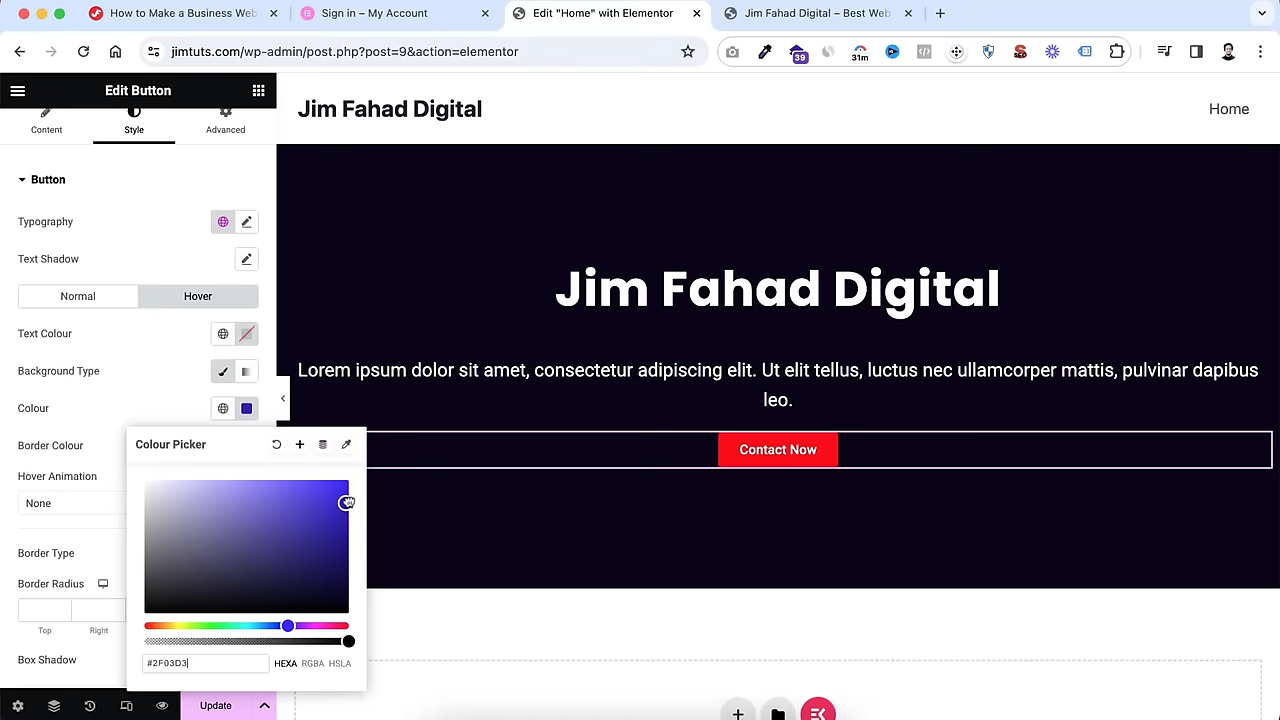 How to Make a Business Web
Sign in – My Account
Edit "Home" with Elementor
Jim Fahad Digital – Best Web
jimtuts.com/wp-admin/post.php?post=9&action=elementor
39
31m
Edit Button
Content
Style
Advanced
Jim Fahad Digital
Home
Button
Typography
Text Shadow
Normal
Hover
Text Colour
Background Type
Colour
Border Colour
Hover Animation
None
Border Type
Border Radius
Top
Right
Box Shadow
Colour Picker
#2F03D3
HEXA
RGBA
HSLA
Update
Jim Fahad Digital
Lorem ipsum dolor sit amet, consectetur adipiscing elit. Ut elit tellus, luctus nec ullamcorper mattis, pulvinar dapibus
leo.
Contact Now